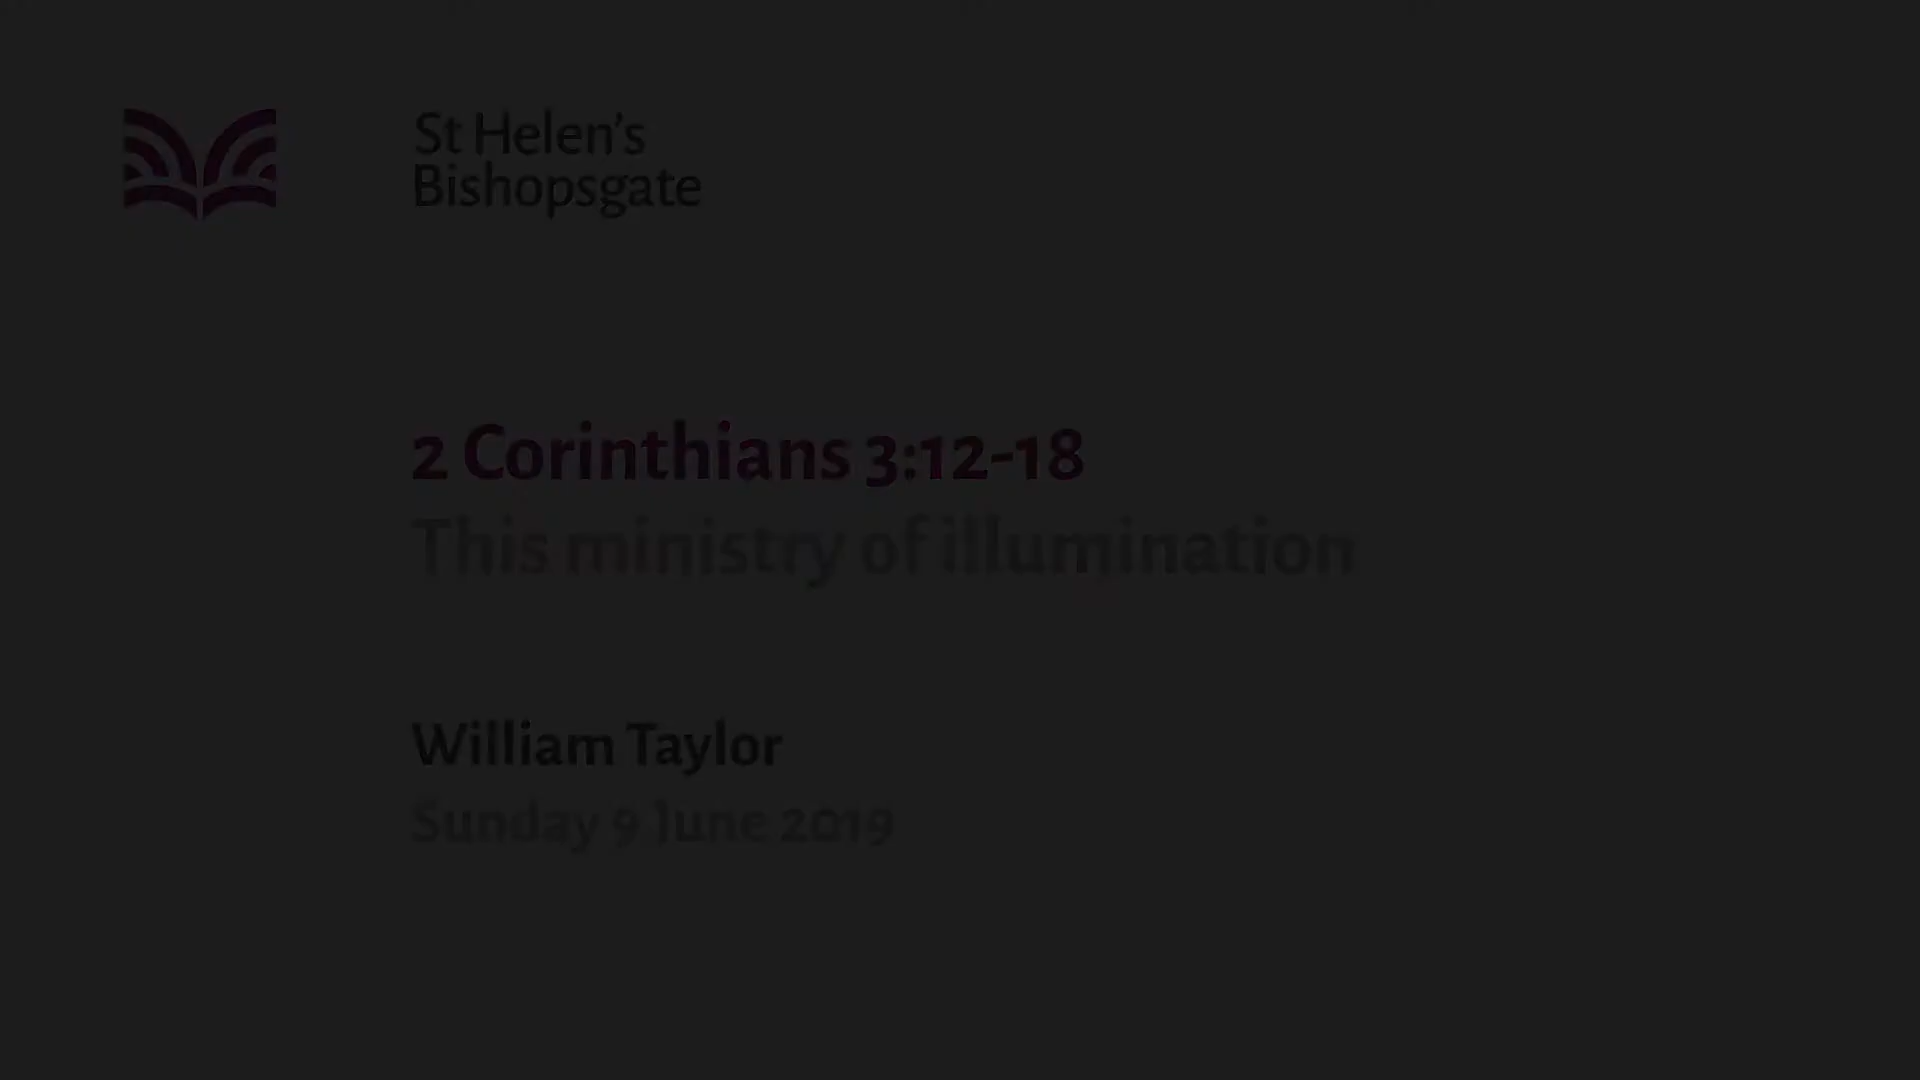 St Helen's
Bishopsgate
2 Corinthians 3:12-18
This ministry of illumination
William Taylor
Sunday 9 June 2019